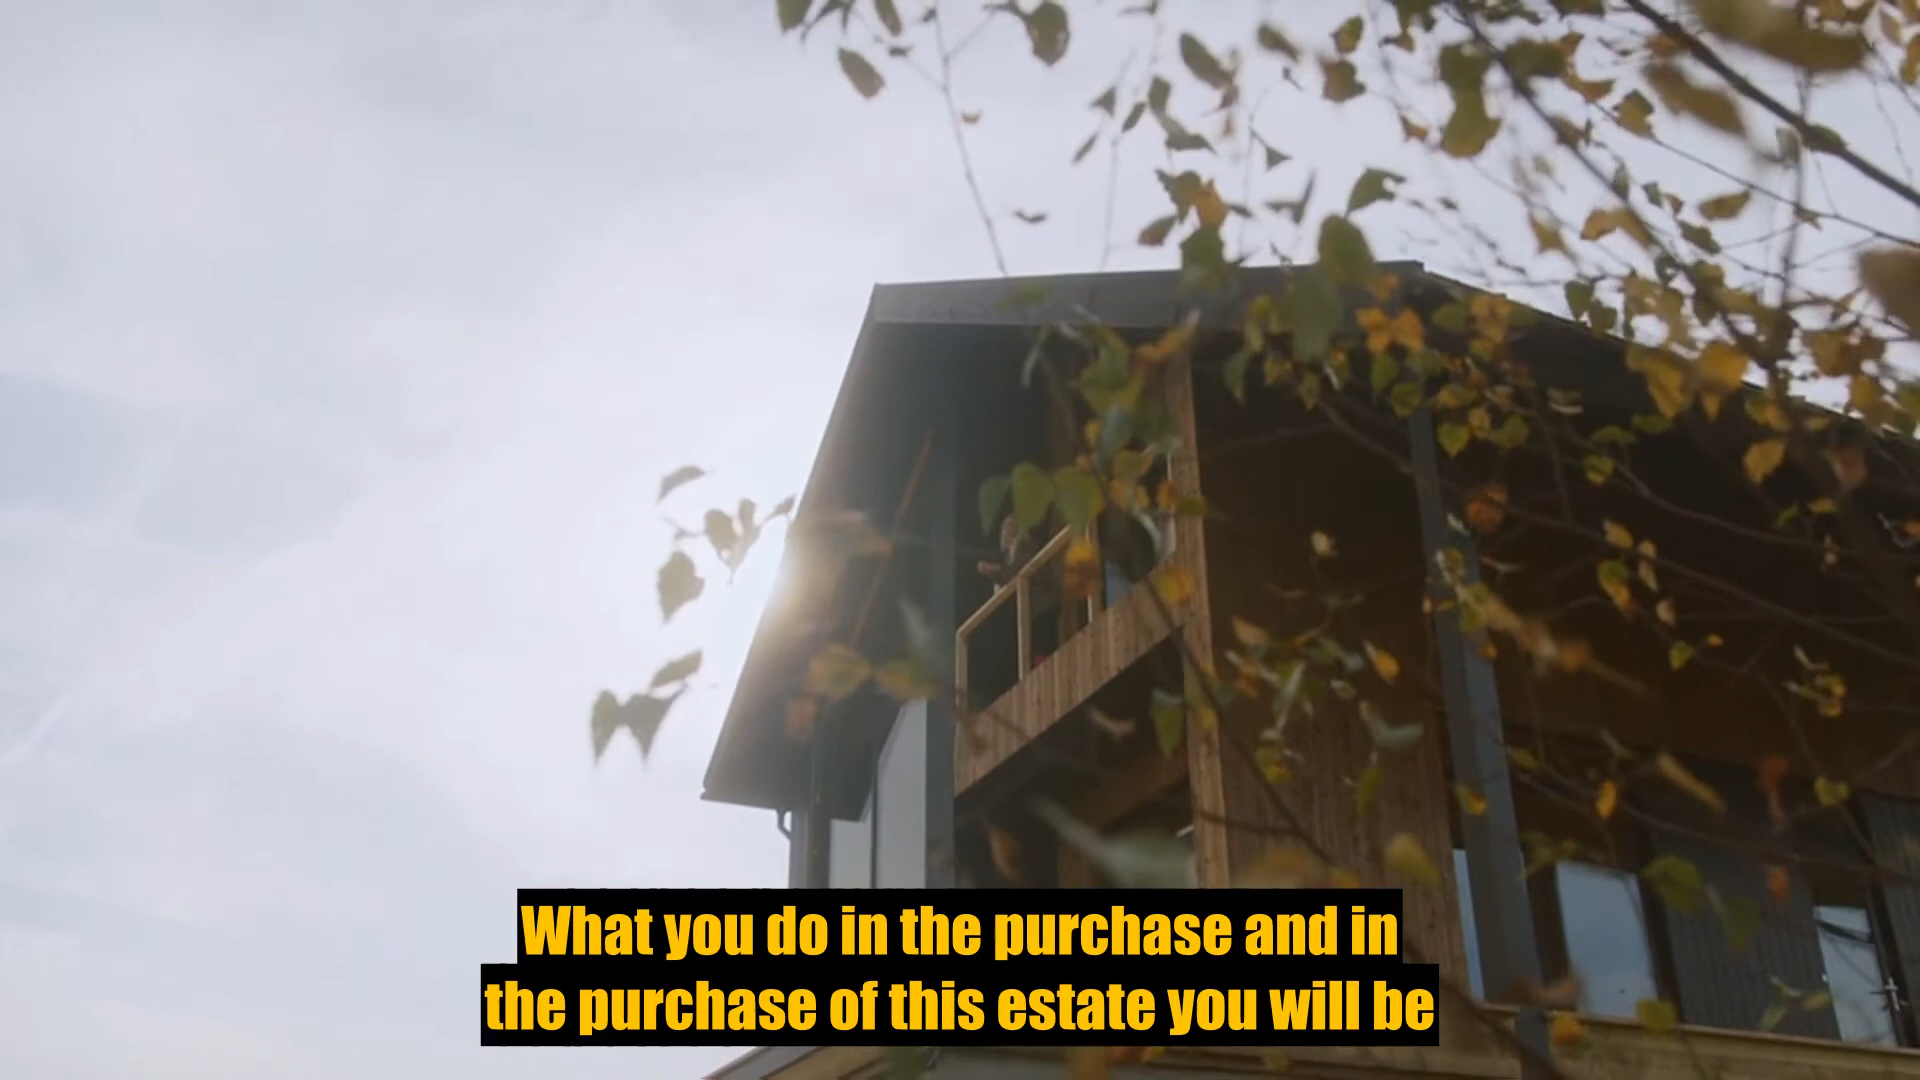 What you do in the purchase and in
the purchase of this estate you will be